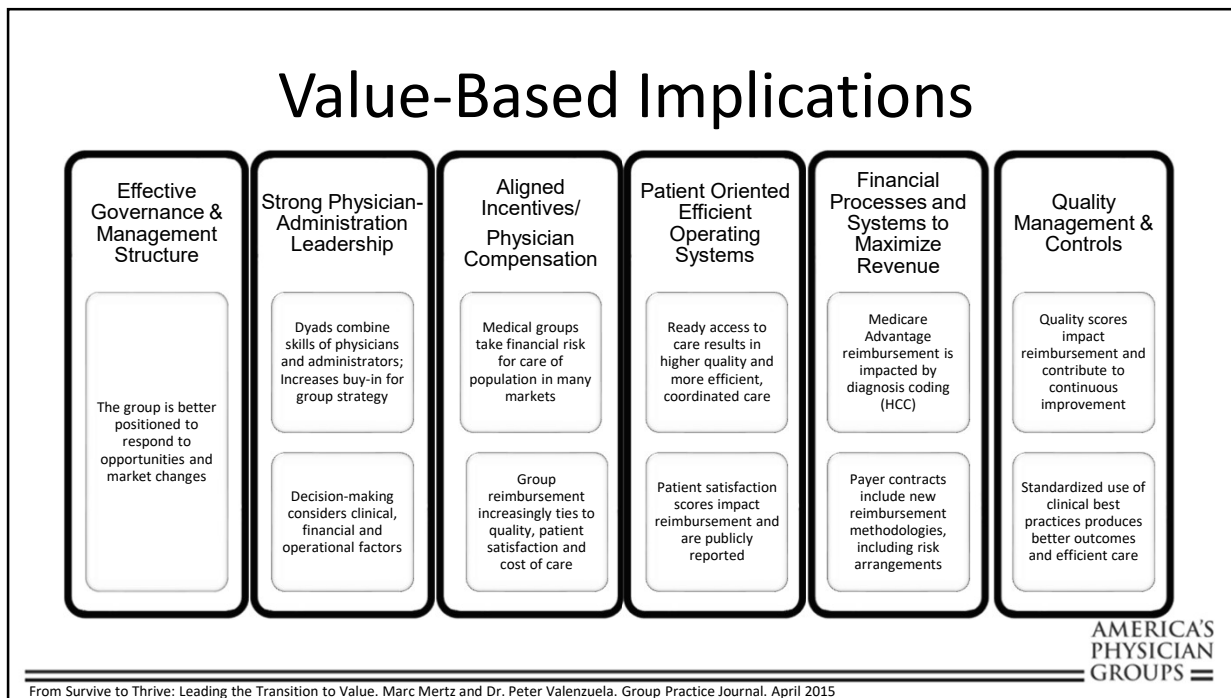 Value-Based Implications
Effective
Governance &
Management
Structure
The group is better
positioned to
respond to
opportunities and
market changes
Strong Physician-
Administration
Leadership
Dyads combine
skills of physicians
and administrators;
Increases buy-in for
group strategy
Decision-making
considers clinical,
financial and
operational factors
Aligned
Incentives/
Physician
Compensation
Medical groups
take financial risk
for care of
population in many
markets
Group
reimbursement
increasingly ties to
quality, patient
satisfaction and
cost of care
Patient Oriented
Efficient
Operating
Systems
Ready access to
care results in
higher quality and
more efficient,
coordinated care
Patient satisfaction
scores impact
reimbursement and
are publicly
reported
Financial
Processes and
Systems to
Maximize
Revenue
Medicare
Advantage
reimbursement is
impacted by
diagnosis coding
(HCC)
Payer contracts
include new
reimbursement
methodologies,
including risk
arrangements
Quality
Management &
Controls
Quality scores
impact
reimbursement and
contribute to
continuous
improvement
Standardized use of
clinical best
practices produces
better outcomes
and efficient care
AMERICA'S
PHYSICIAN
GROUPS
From Survive to Thrive: Leading the Transition to Value. Marc Mertz and Dr. Peter Valenzuela. Group Practice Journal. April 2015